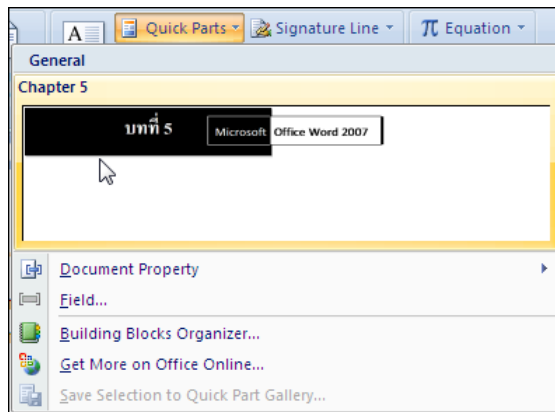 A Quick Parts Signature Line π Equation
General
Chapter 5
บทที่ 5 Microsoft Office Word 2007
Document Property
Field...
Building Blocks Organizer...
Get More on Office Online...
Save Selection to Quick Part Gallery...